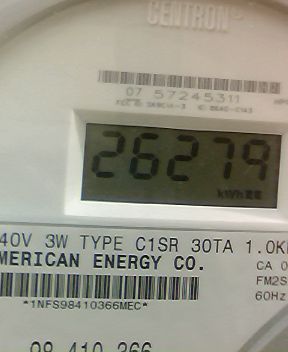 CENTRON
07 57245311
26279
kWh
40V 3W TYPE C1SR 30TA 1.0K
MERICAN ENERGY CO.
CA 0
FM2S
60Hz
*1NFS98410366MEC*
98 410 366